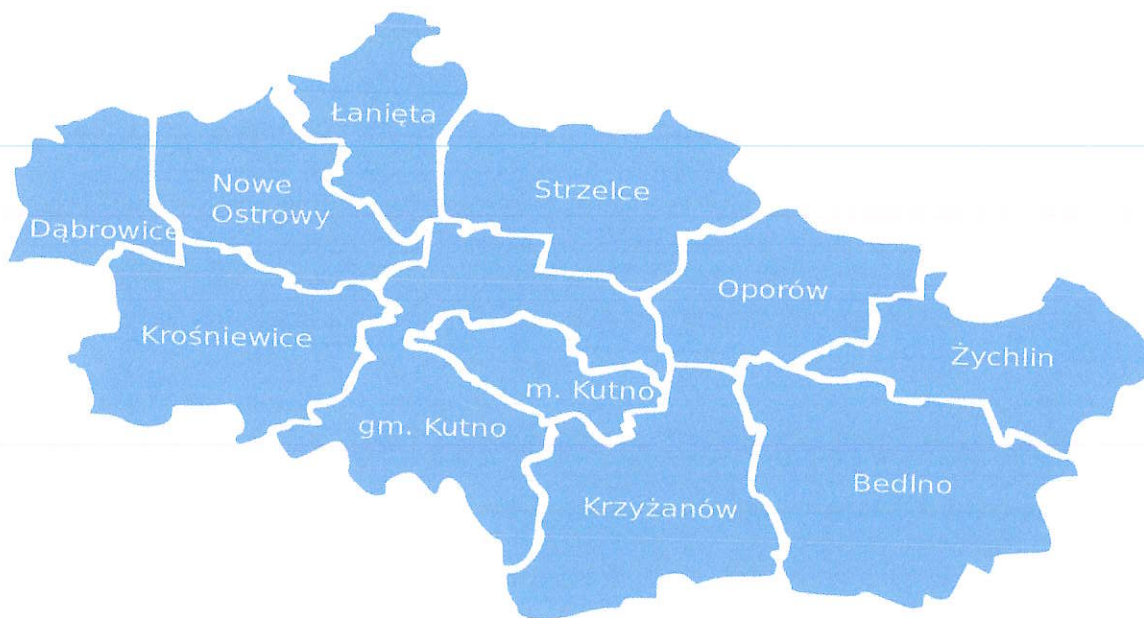 Łanięta
Nowe
Ostrowy
Strzelce
Dąbrowice
Oporów
Krośniewice
Żychlin
m. Kutno
gm. Kutno
Bedlno
Krzyżanów